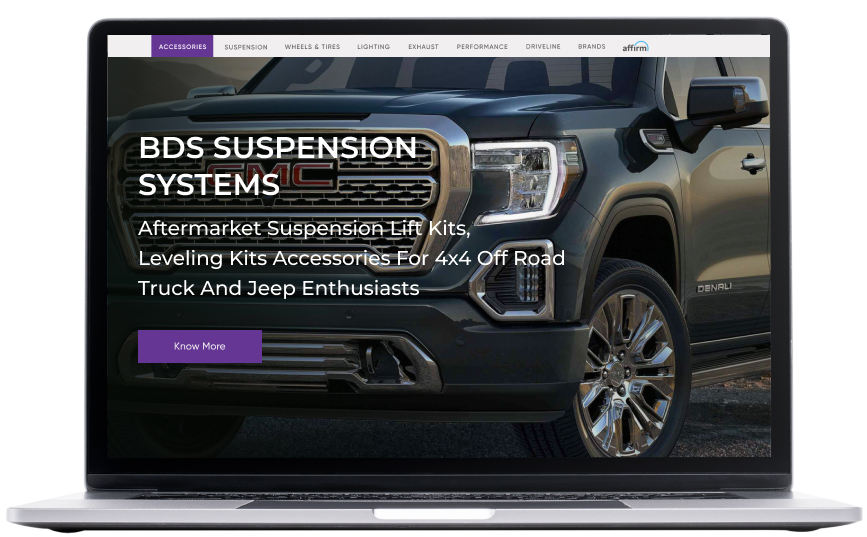 ACCESSORIES SUSPENSION WHEELS & TIRES LIGHTING EXHAUST PERFORMANCE DRIVELINE BRANDS affirm
BDS SUSPENSION
GMC
SYSTEMS
Aftermarket Suspension Lift Kits,
Leveling Kits Accessories For 4x4 Off Road
Truck And Jeep Enthusiasts
DENALI
Know More